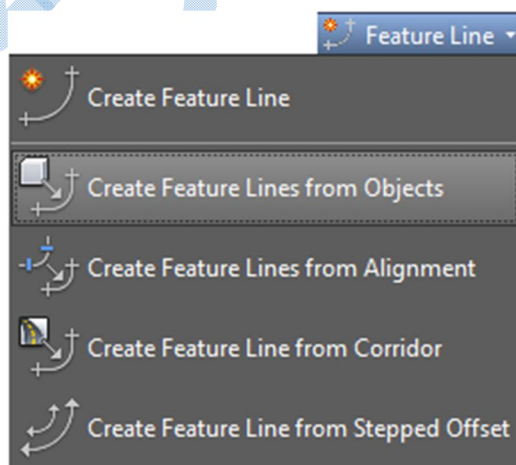 Feature Line
Create Feature Line
Create Feature Lines from Objects
Create Feature Lines from Alignment
Create Feature Line from Corridor
Create Feature Line from Stepped Offset